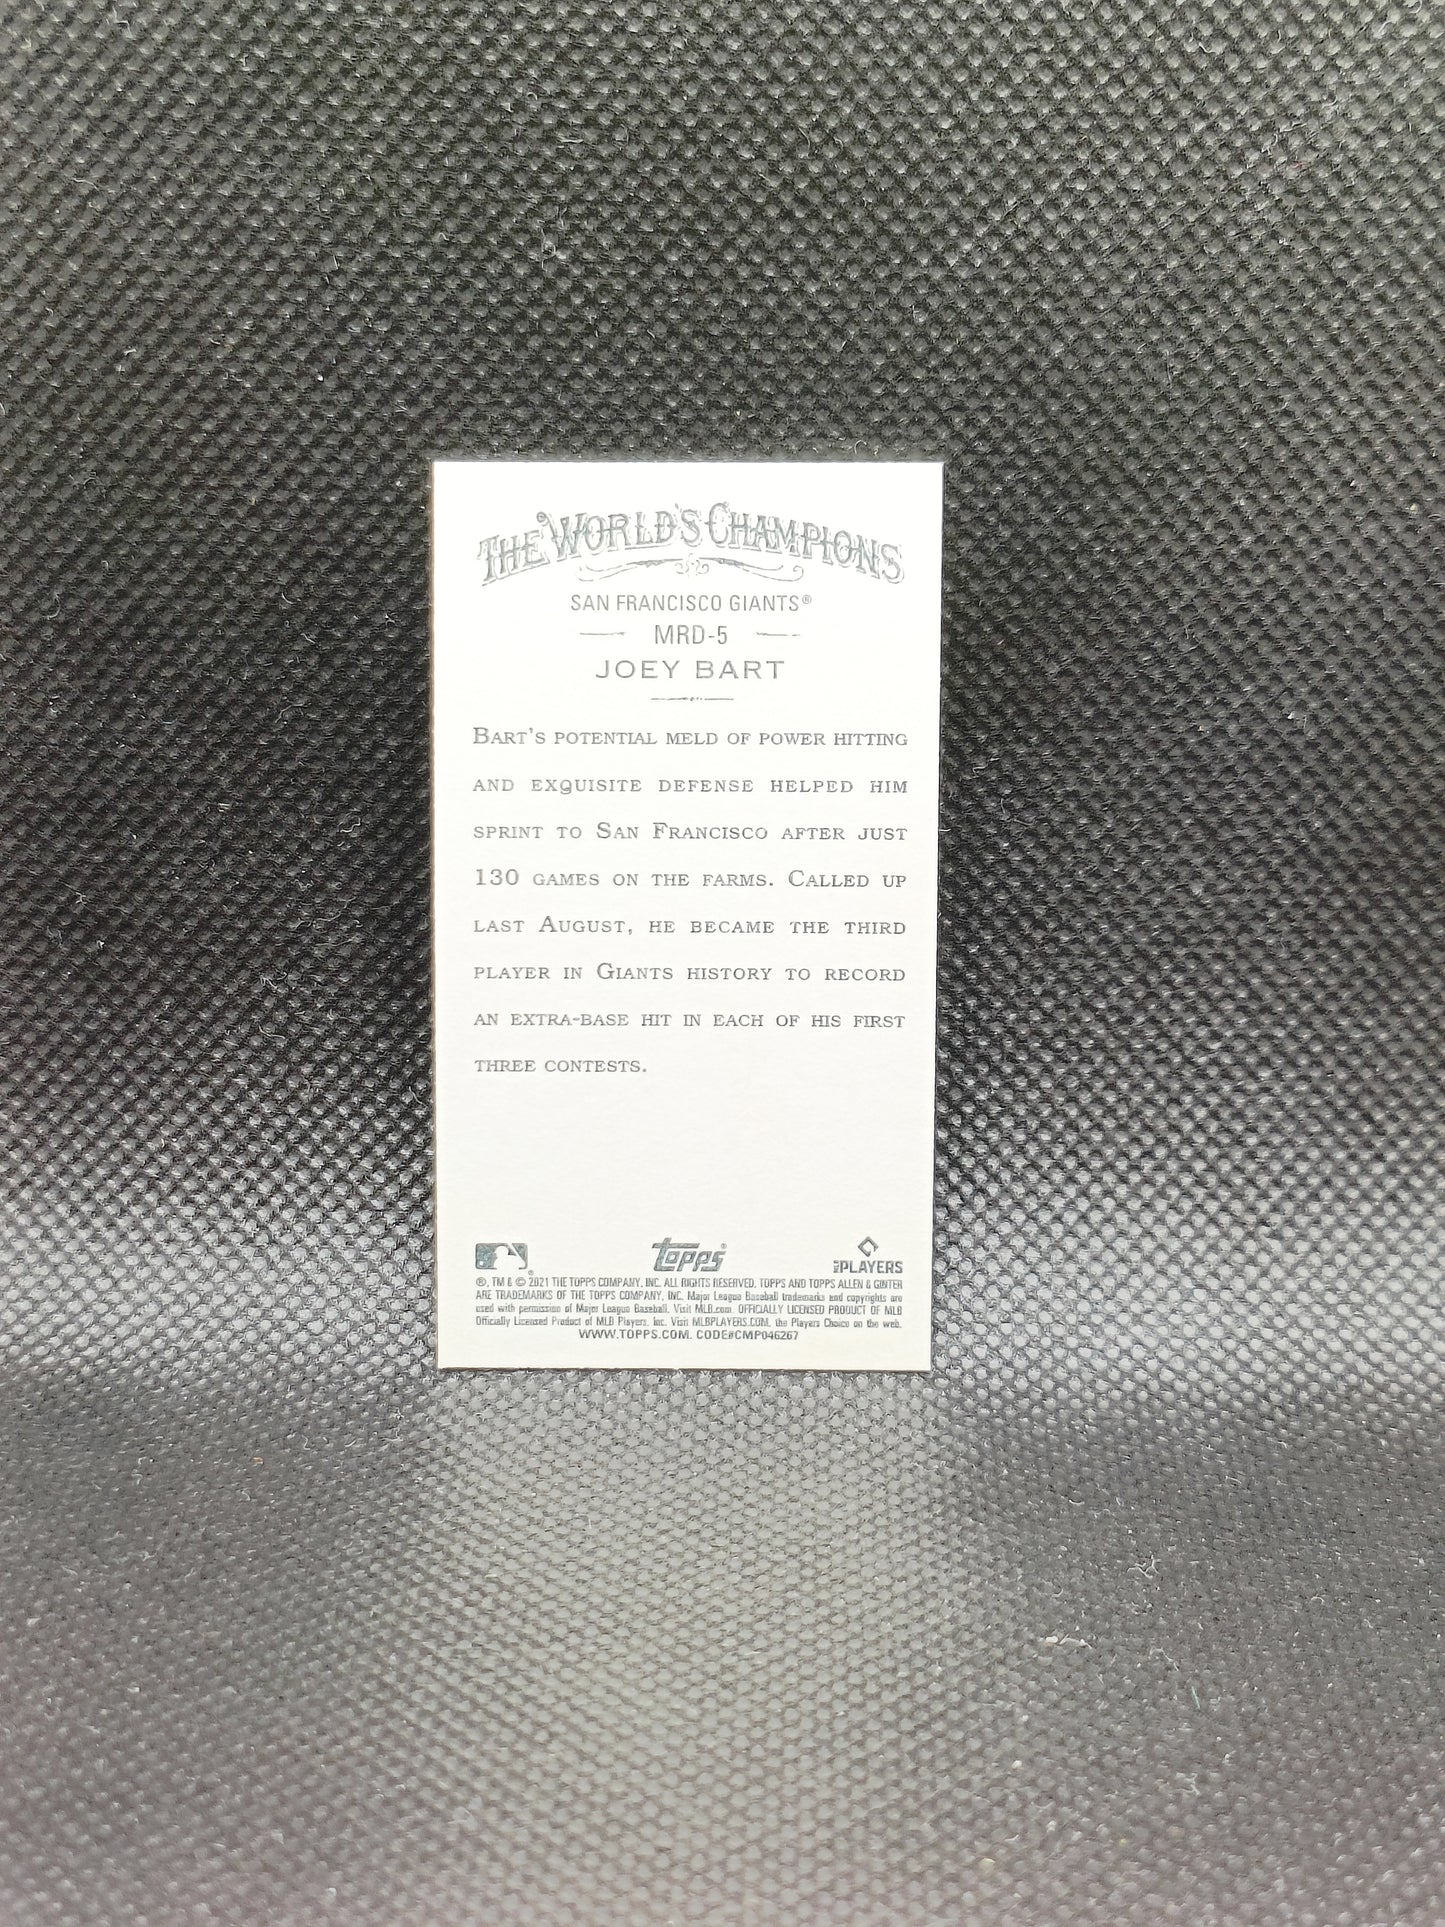 THE WORLD'S CHAMPIONS
SAN FRANCISCO GIANTS®
MRD-5
JOEY BART
BART'S POTENTIAL MELD OF POWER HITTING
AND EXQUISITE DEFENSE HELPED HIM
SPRINT TO SAN FRANCISCO AFTER JUST
130 GAMES ON THE FARMS. CALLED UP
LAST AUGUST, HE BECAME THE THIRD
PLAYER IN GIANTS HISTORY TO RECORD
AN EXTRA-BASE HIT IN EACH OF HIS FIRST
THREE CONTESTS.
topps® PLAYERS
®, TM & © 2021 THE TOPPS COMPANY, INC. ALL RIGHTS RESERVED. TOPPS AND TOPPS ALLEN & GINTER
ARE TRADEMARKS OF THE TOPPS COMPANY, INC. Major League Baseball trademarks and copyrights are
used with permission of Major League Baseball. Visit MLB.com. OFFICIALLY LICENSED PRODUCT OF MLB
Officially Licensed Product of MLB Players, Inc. Visit MLBPLAYERS.COM, the Players Choice on the web.
WWW.TOPPS.COM. CODE#CMP046267